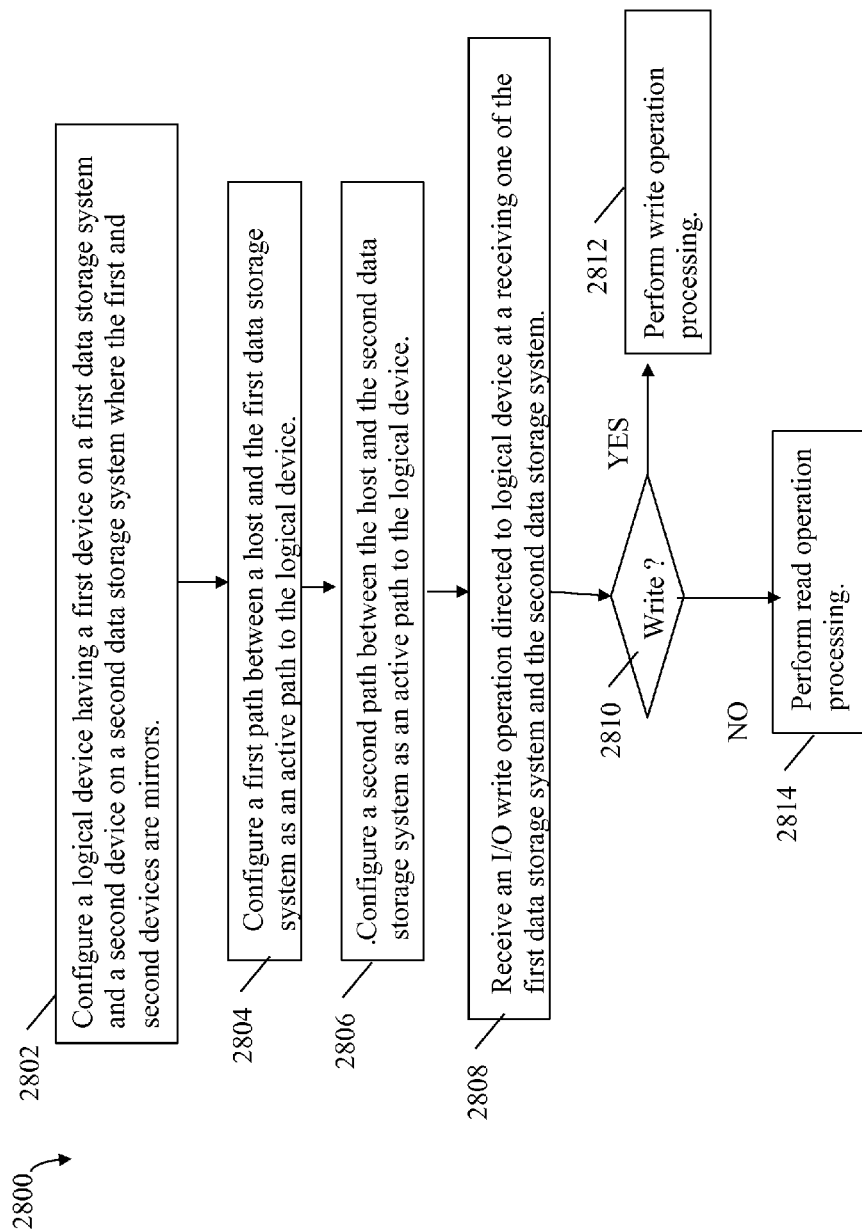 2800
2802
Configure a logical device having a first device on a first data storage system
and a second device on a second data storage system where the first and
second devices are mirrors.
2804
Configure a first path between a host and the first data storage
system as an active path to the logical device.
2806
.Configure a second path between the host and the second data
storage system as an active path to the logical device.
2808
Receive an I/O write operation directed to logical device at a receiving one of the
first data storage system and the second data storage system.
2810
Write ?
YES
2812
Perform write operation
processing.
NO
2814
Perform read operation
processing.